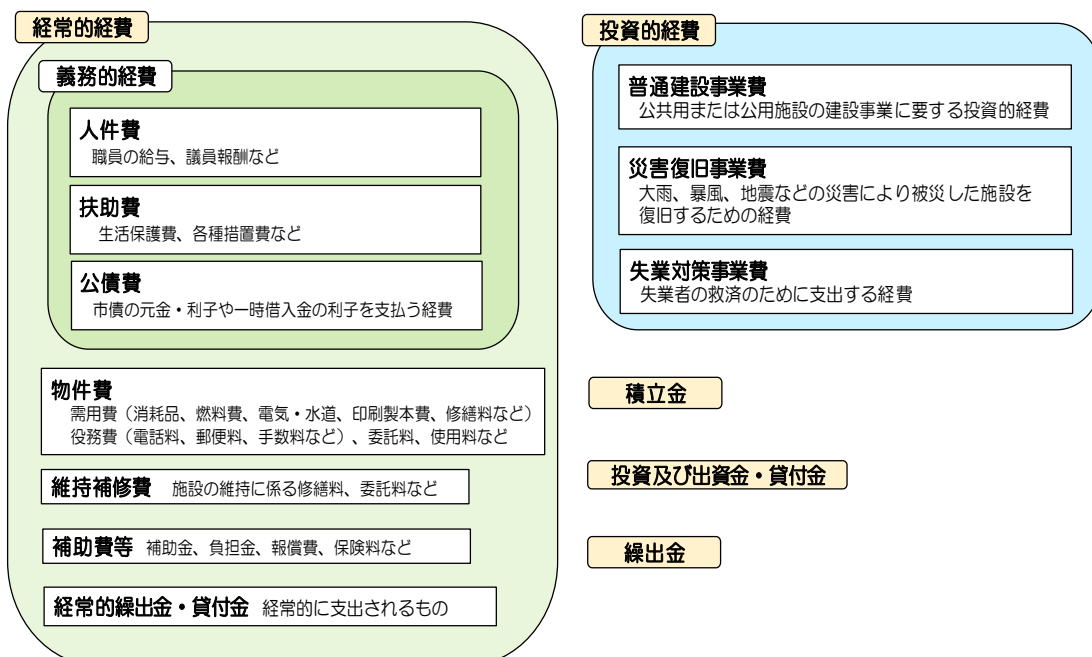 経常的経費
義務的経費
人件費
職員の給与、議員報酬など
扶助費
生活保護費、各種措置費など
公債費
市債の元金・利子や一時借入金の利子を支払う経費
物件費
需用費（消耗品、燃料費、電気・水道、印刷製本費、修繕料など）
役務費（電話料、郵便料、手数料など）、委託料、使用料など
維持補修費 施設の維持に係る修繕料、委託料など
補助費等 補助金、負担金、報償費、保険料など
経常的繰出金・貸付金 経常的に支出されるもの
投資的経費
普通建設事業費
公共用または公用施設の建設事業に要する投資的経費
災害復旧事業費
大雨、暴風、地震などの災害により被災した施設を
復旧するための経費
失業対策事業費
失業者の救済のために支出する経費
積立金
投資及び出資金・貸付金
繰出金